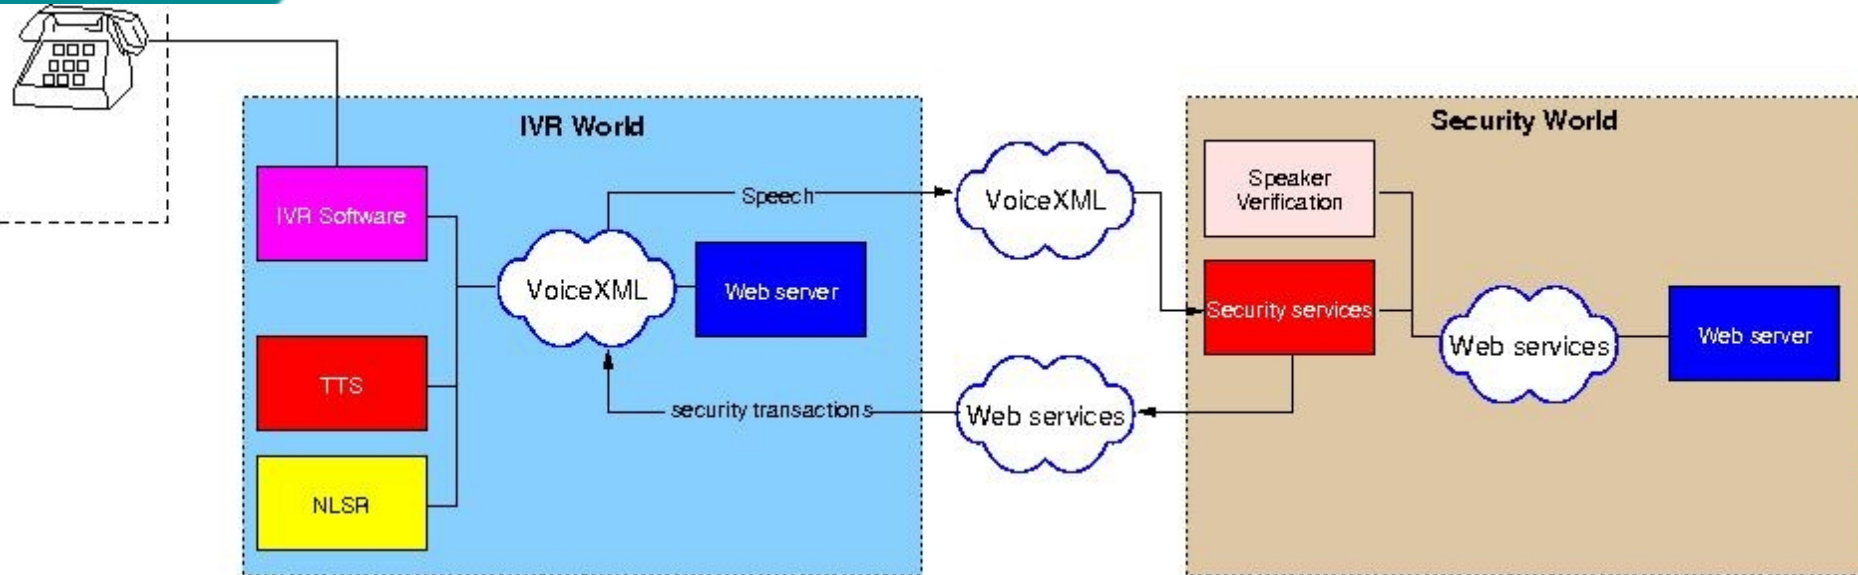 IVR World
Security World
IVR Software
TTS
NLSR
VoiceXML
Web server
Speech
security transactions
VoiceXML
Web services
Speaker
Verification
Security services
Web services
Web server